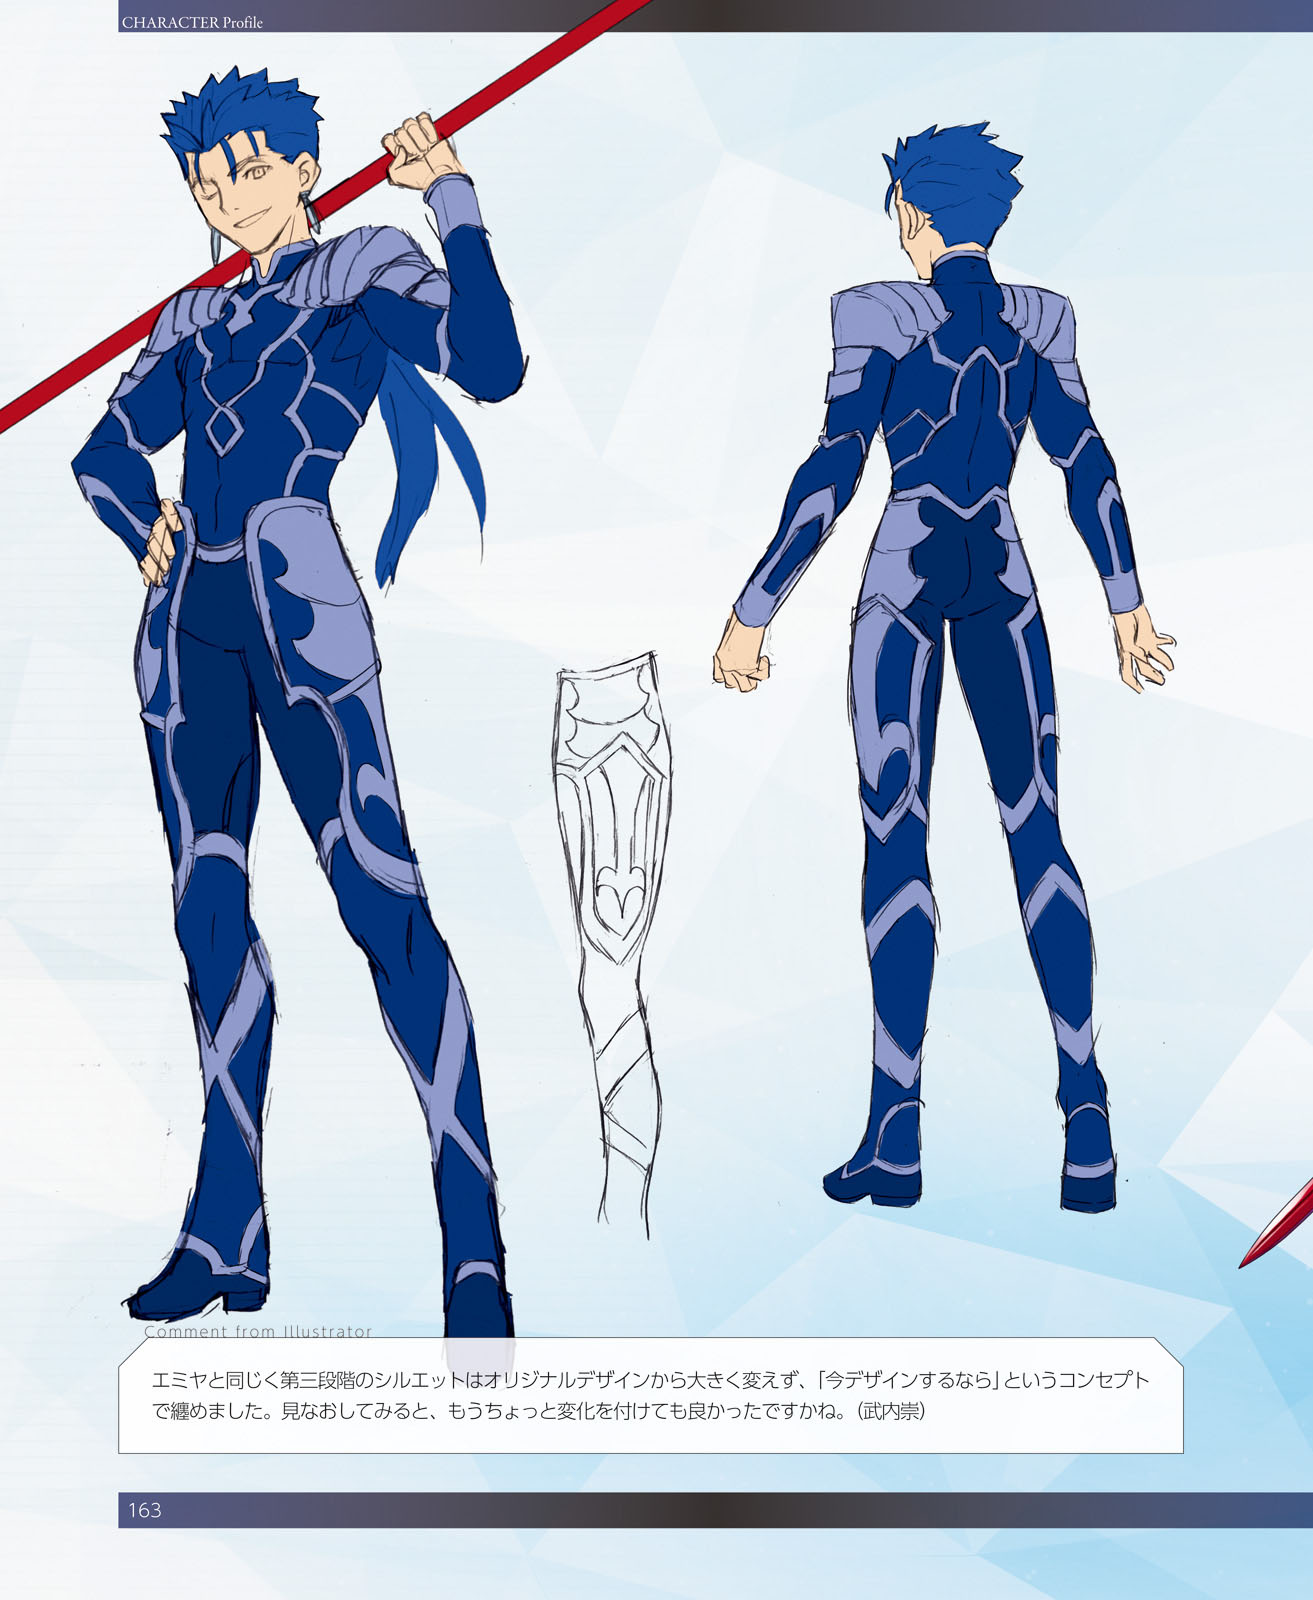 CHARACTER Profile
Comment from Illustrator
エミヤと同じく第三段階のシルエットはオリジナルデザインから大きく変えず、「今デザインするなら」というコンセプト
で纏めました。見なおしてみると、もうちょっと変化を付けても良かったですかね。（武内崇）
163